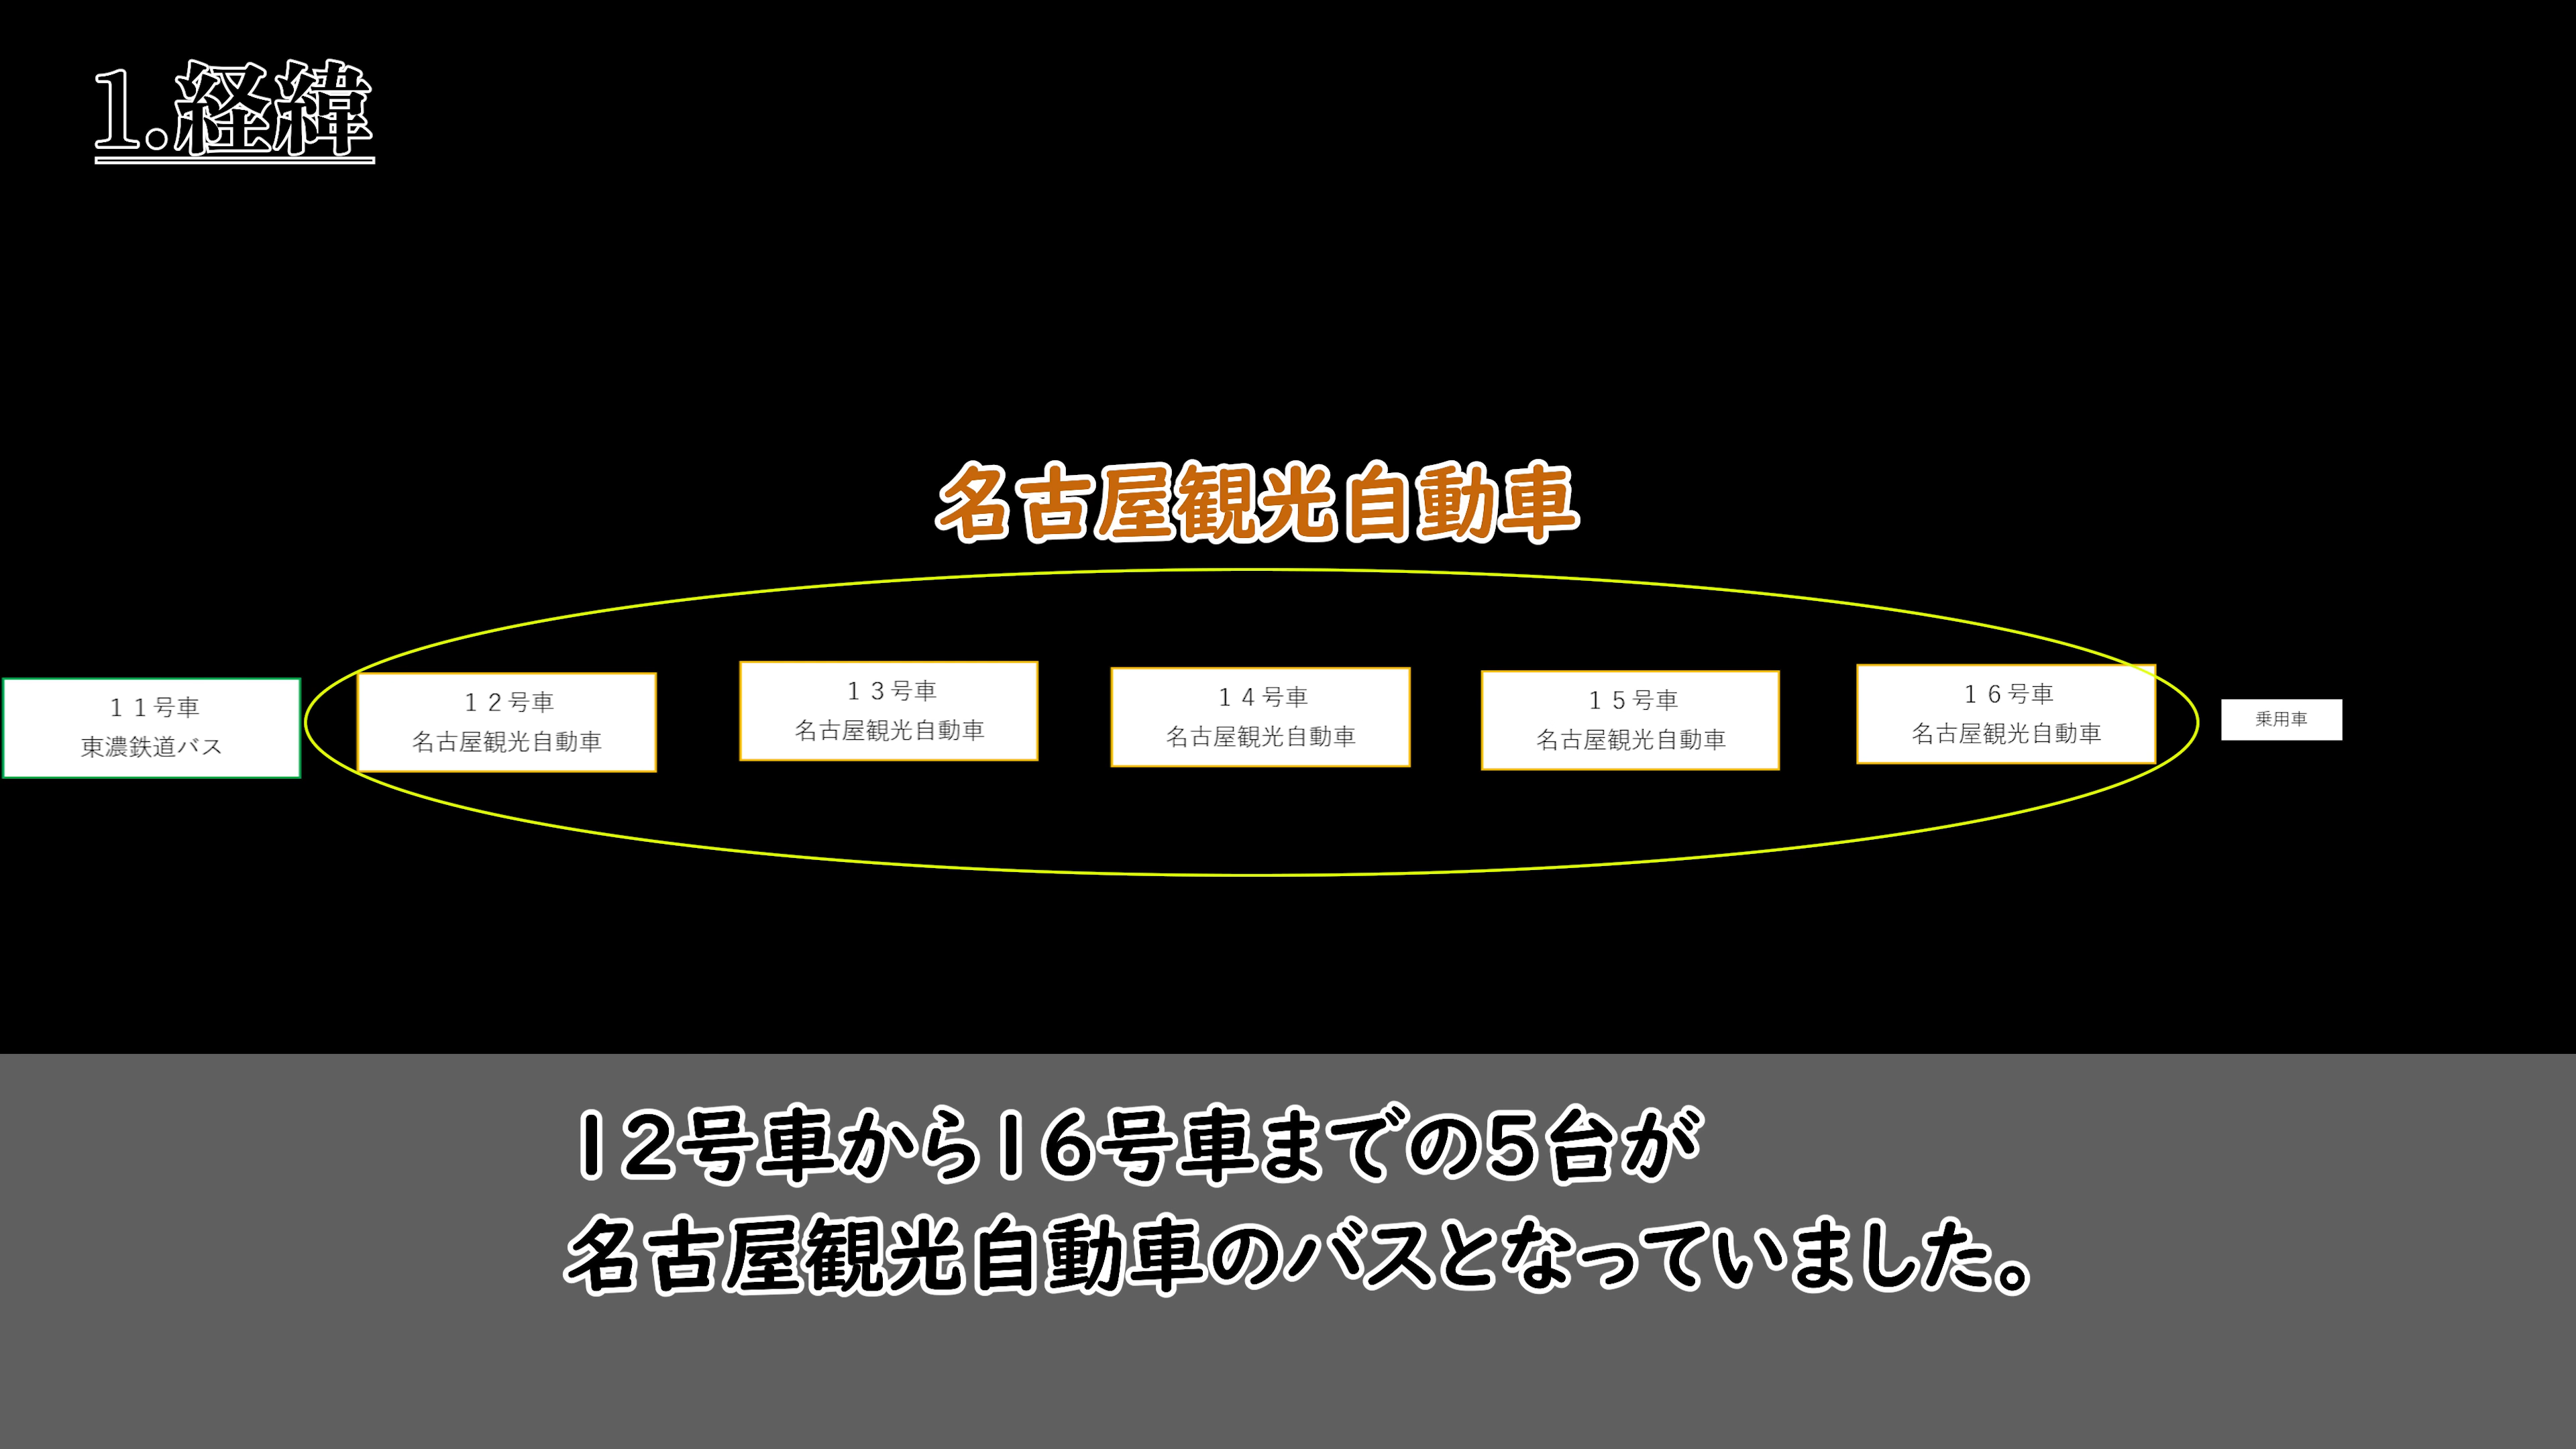 1.経緯
名古屋観光自動車
１１号車
東濃鉄道バス
１２号車
名古屋観光自動車
１３号車
名古屋観光自動車
１４号車
名古屋観光自動車
１５号車
名古屋観光自動車
１６号車
名古屋観光自動車
乗用車
12号車から16号車までの5台が
名古屋観光自動車のバスとなっていました。